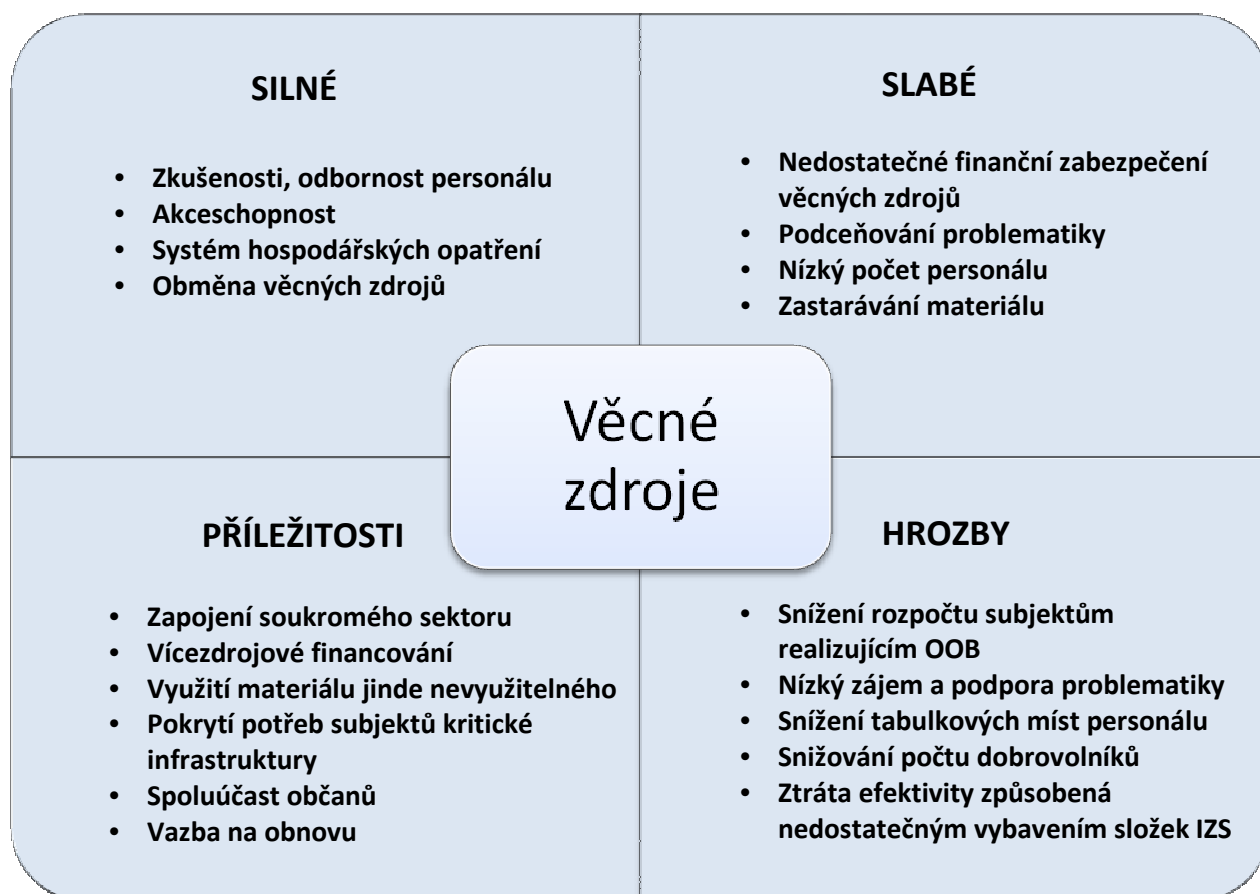 SILNÉ
• Zkušenosti, odbornost personálu
• Akceschopnost
• Systém hospodářských opatření
• Obměna věcných zdrojů
SLABÉ
• Nedostatečné finanční zabezpečení
věcných zdrojů
• Podceňování problematiky
• Nízký počet personálu
• Zastarávání materiálu
Věcné
zdroje
PŘÍLEŽITOSTI
• Zapojení soukromého sektoru
• Vícezdrojové financování
• Využití materiálu jinde nevyužitelného
• Pokrytí potřeb subjektů kritické
infrastruktury
• Spoluúčast občanů
• Vazba na obnovu
HROZBY
• Snížení rozpočtu subjektům
realizujícím OOB
• Nízký zájem a podpora problematiky
• Snížení tabulkových míst personálu
• Snižování počtu dobrovolníků
• Ztráta efektivity způsobená
nedostatečným vybavením složek IZS